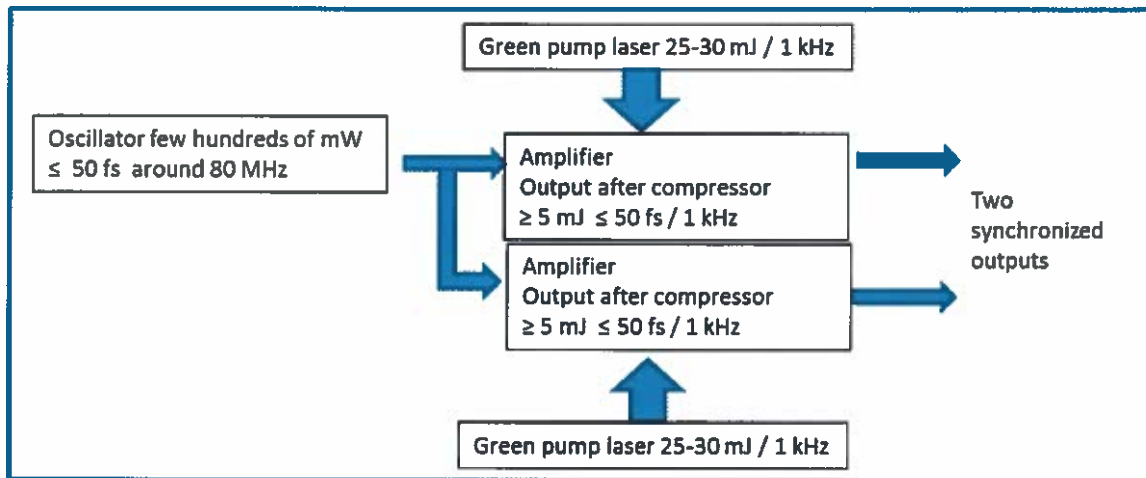 Green pump laser 25-30 mJ / 1 kHz
Oscillator few hundreds of mW
≤ 50 fs around 80 MHz
Amplifier
Output after compressor
≥ 5 mJ ≤ 50 fs / 1 kHz
Two
synchronized
outputs
Amplifier
Output after compressor
≥ 5 mJ ≤ 50 fs / 1 kHz
Green pump laser 25-30 mJ / 1 kHz